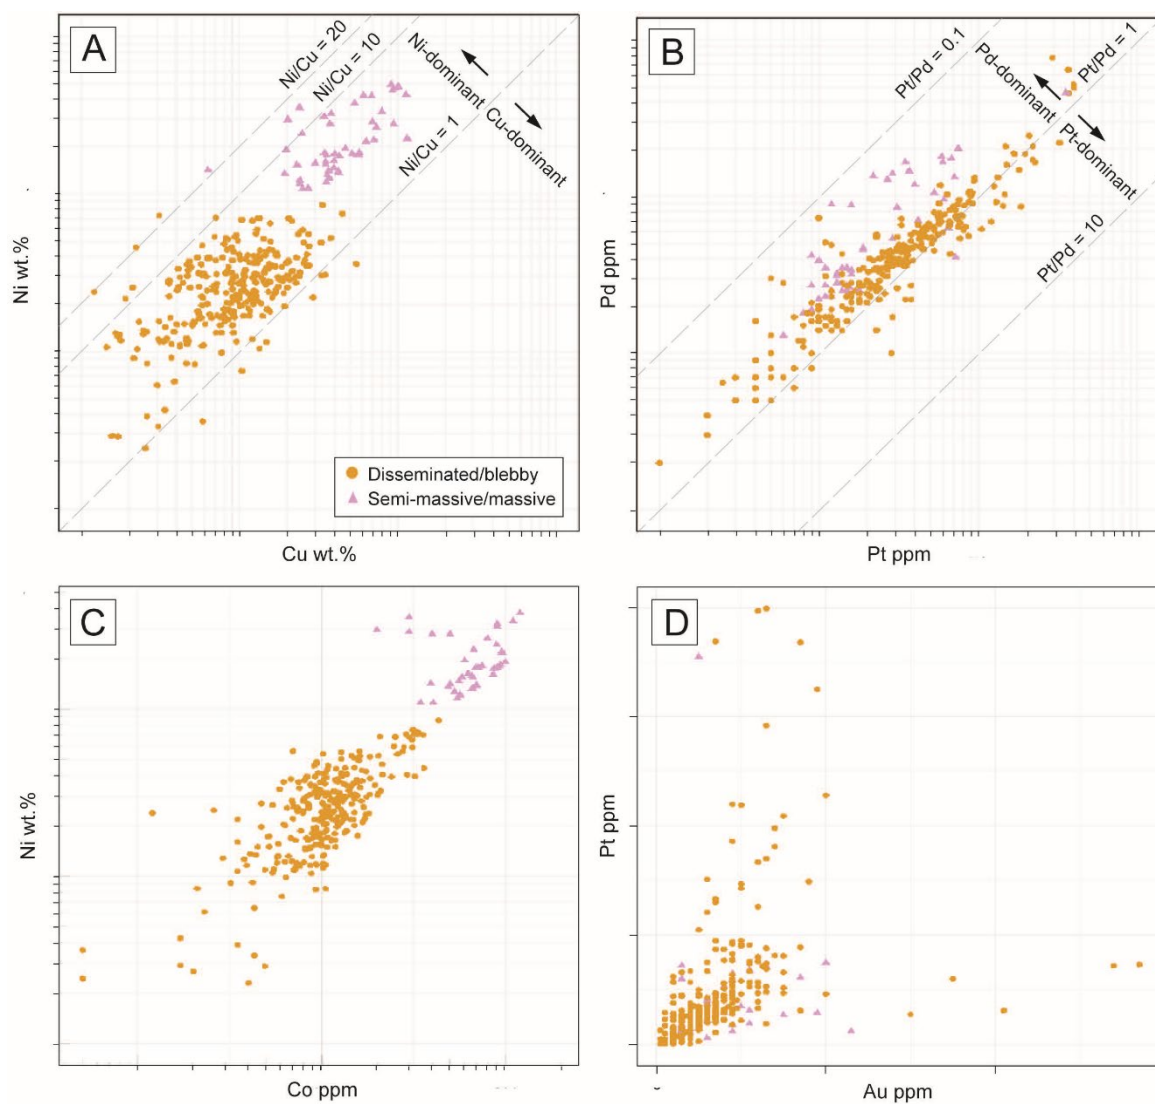 A
Ni/Cu = 20
Ni/Cu = 10
Ni-dominant
Cu-dominant
Ni/Cu = 1
Ni wt.%
Disseminated/blebby
Semi-massive/massive
Cu wt.%
B
Pt/Pd = 0.1
Pd-dominant
Pt/Pd = 1
Pt-dominant
Pt/Pd = 10
Pd ppm
Pt ppm
C
Ni wt.%
Co ppm
D
Pt ppm
Au ppm